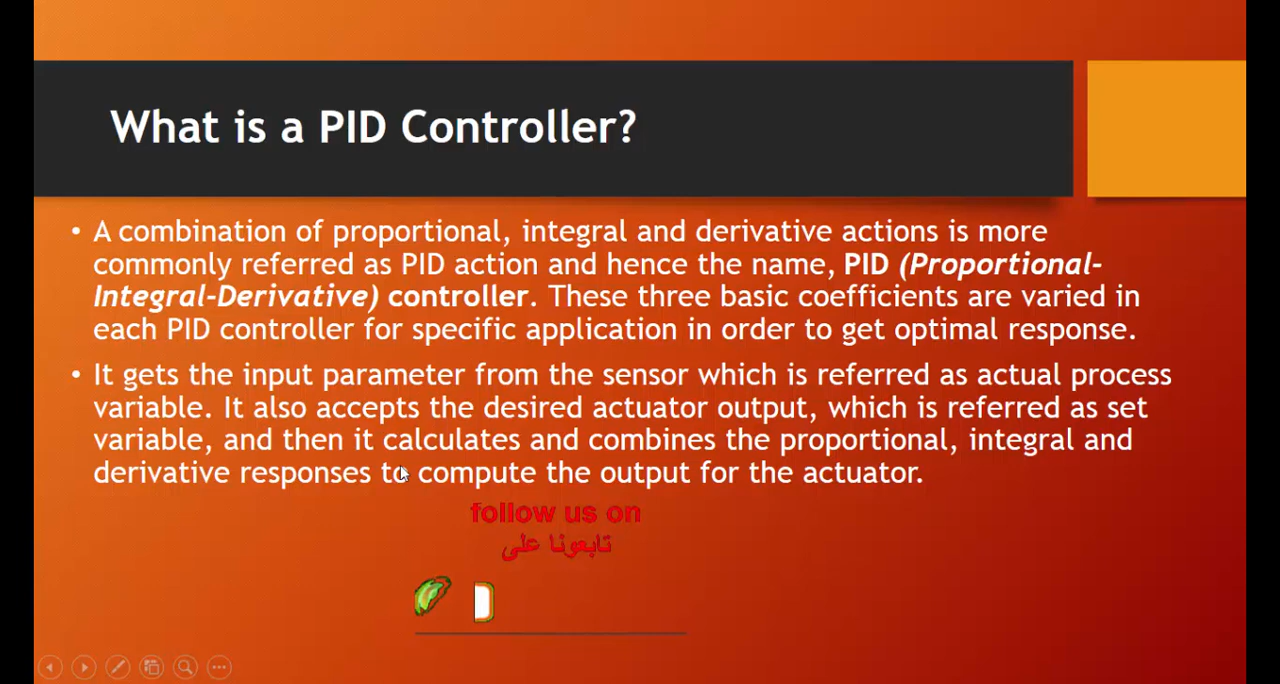 What is a PID Controller?
• A combination of proportional, integral and derivative actions is more
commonly referred as PID action and hence the name, PID (Proportional-
Integral-Derivative) controller. These three basic coefficients are varied in
each PID controller for specific application in order to get optimal response.
• It gets the input parameter from the sensor which is referred as actual process
variable. It also accepts the desired actuator output, which is referred as set
variable, and then it calculates and combines the proportional, integral and
derivative responses to compute the output for the actuator.
follow us on
تابعونا على